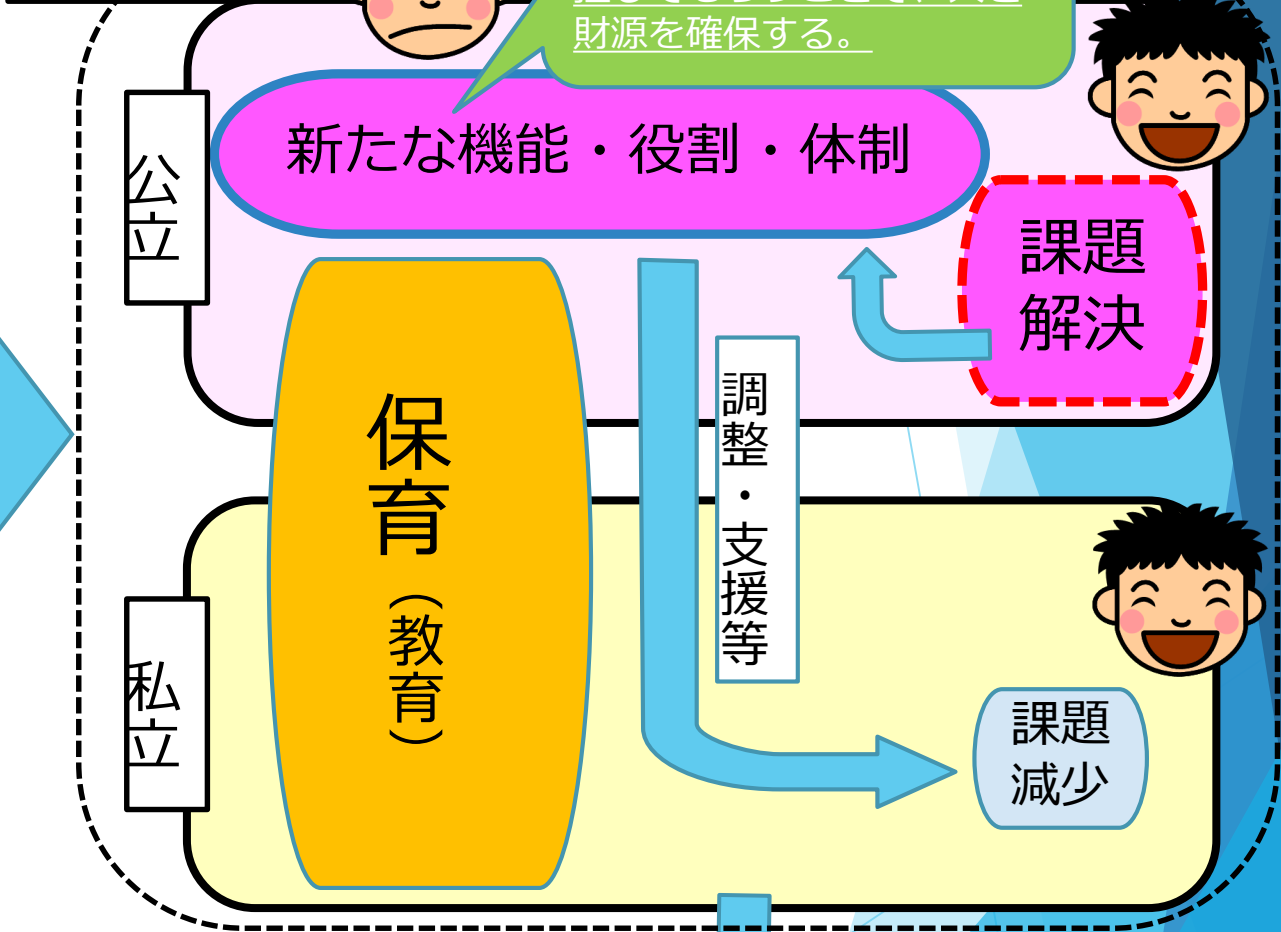 財源を確保する。
新たな機能・役割・体制
公立
課題
解決
保育（教育）
調整・支援等
私立
課題
減少